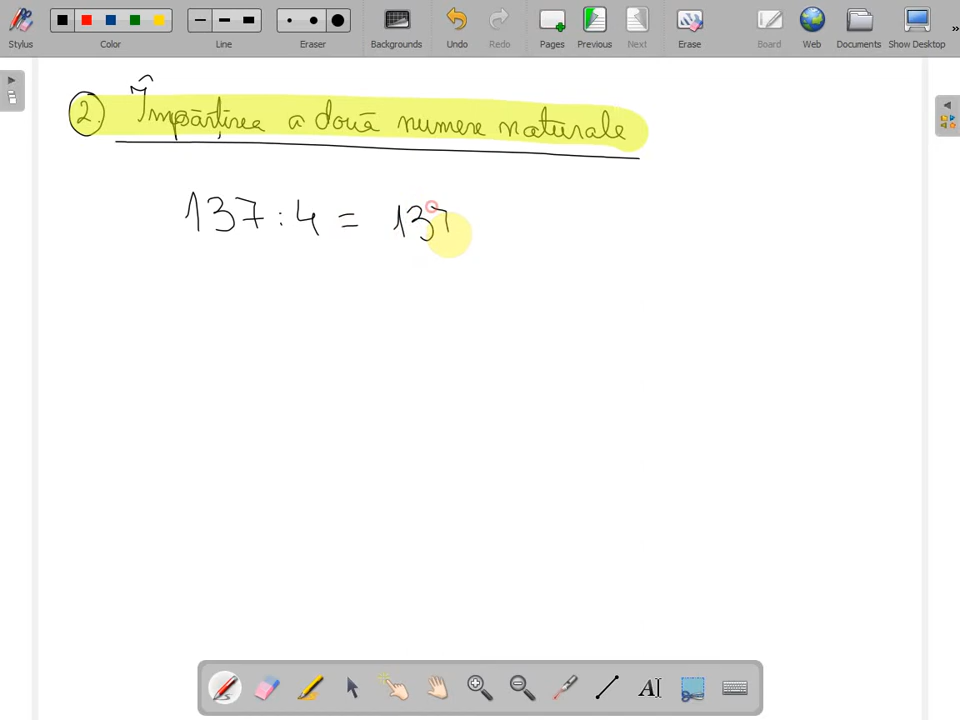 Stylus Color Line Eraser Backgrounds Undo Redo Pages Previous Next Erase Board Web Documents Show Desktop »
2. Împărțirea a două numere naturale
137 : 4 = 137
AI